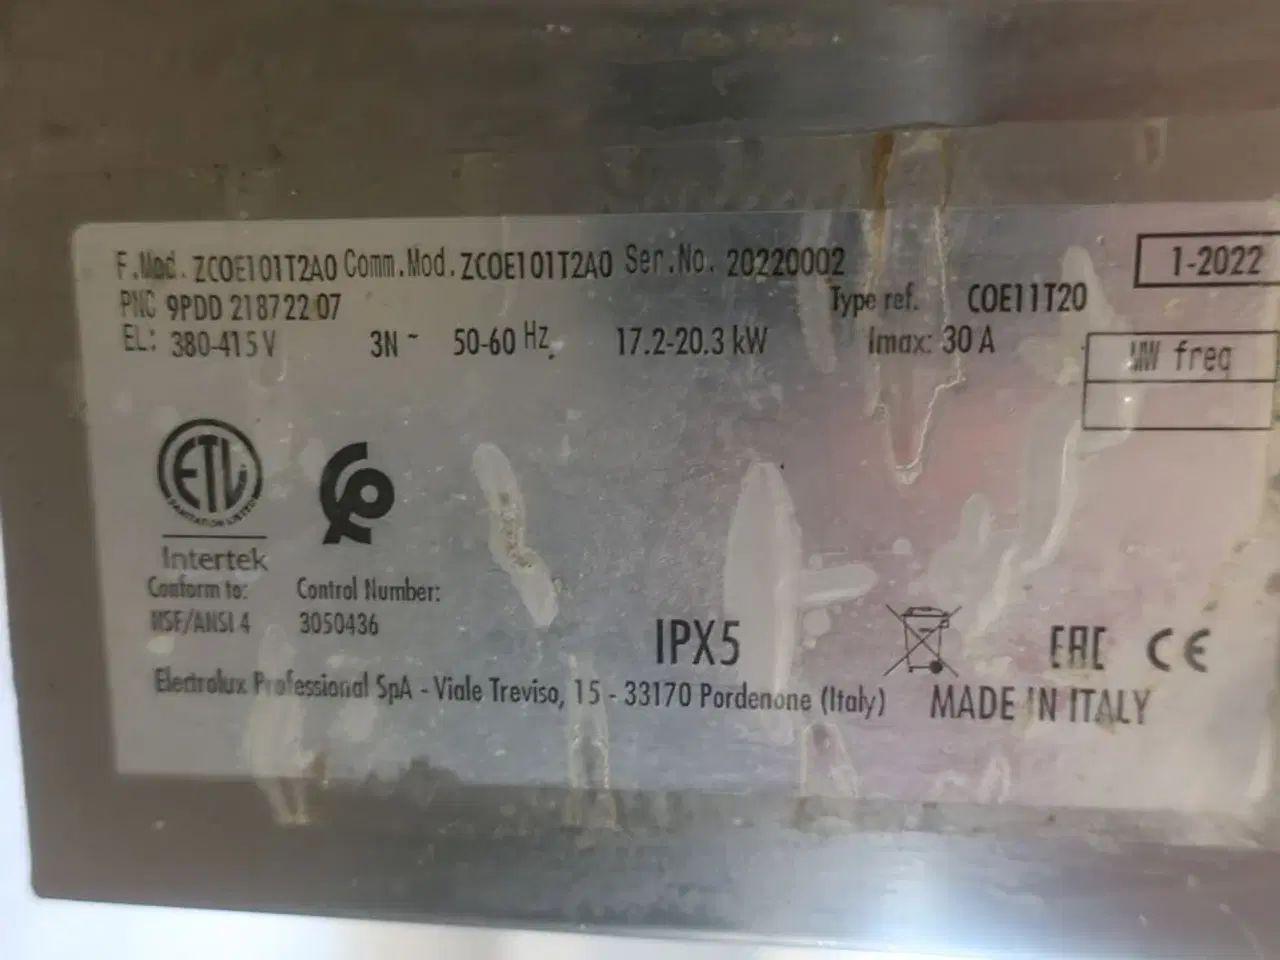 F.Mod. ZCOE101T2A0 Comm.Mod. ZCOE101T2A0 Ser.No. 20220002
1-2022
PNC 9PDD 218722 07
Type ref. COE11T20
EL: 380-415 V 3N ~ 50-60 Hz 17.2-20.3 kW Imax: 30 A
MW freq
ETL
SANITATION LISTED
Intertek
Conform to: Control Number:
NSF/ANSI 4 3050436
IPX5
EAC CE
Electrolux Professional SpA - Viale Treviso, 15 - 33170 Pordenone (Italy) MADE IN ITALY